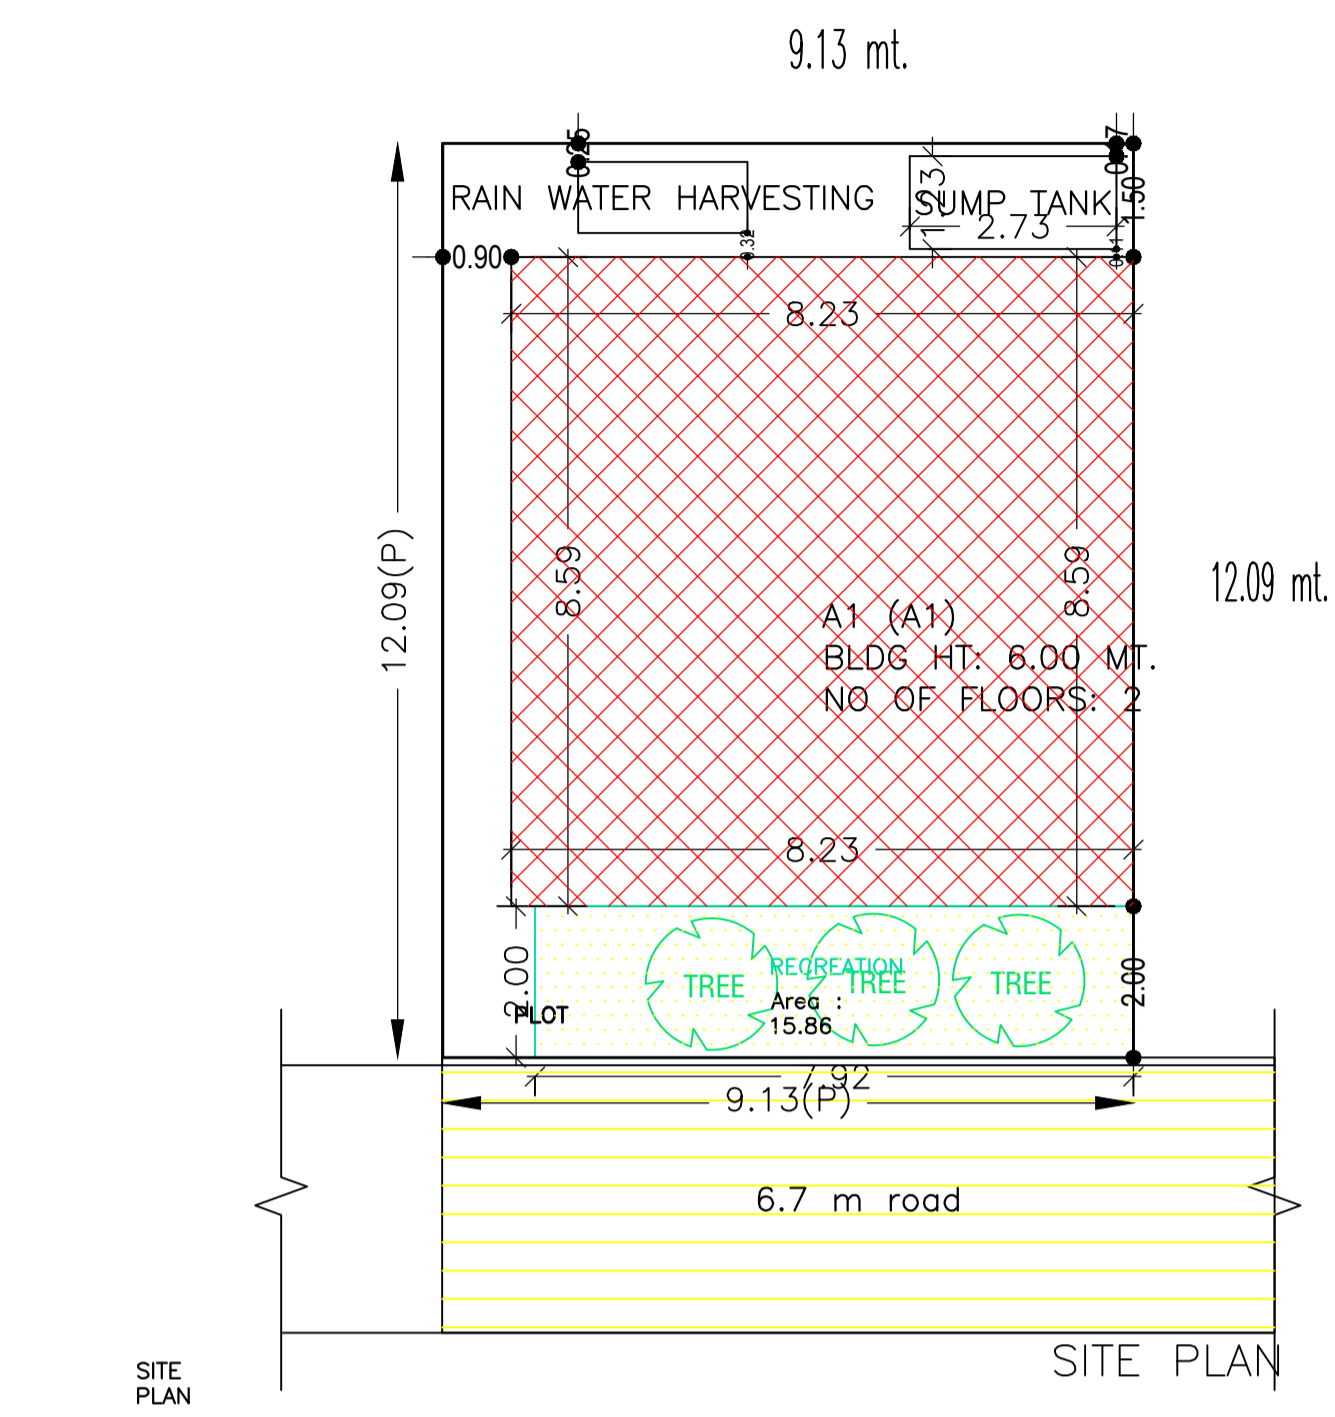 9.13 mt.
0.25
1.50
RAIN WATER HARVESTING
SUMP TANK
1.23
2.73
0.32
0.90
8.23
8.59
8.59
12.09(P)
12.09 mt.
A1 (A1)
BLDG HT: 6.00 MT.
NO OF FLOORS: 2
8.23
2.00
RECREATION
TREE
TREE
TREE
Area :
15.86
2.00
PLOT
7.92
9.13(P)
6.7 m road
SITE PLAN
SITE
PLAN